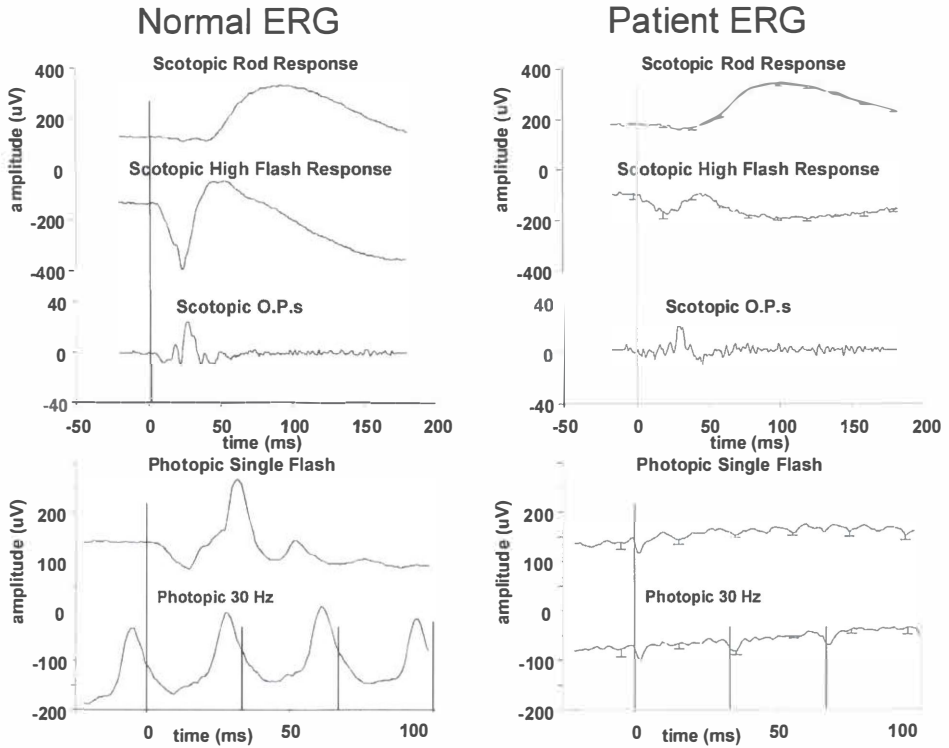 Normal ERG
Scotopic Rod Response
400
200
0
-200
-400
amplitude (uV)
Scotopic High Flash Response
Scotopic O.P.s
40
0
-40
-50 0 50 100 150 200
time (ms)
Photopic Single Flash
200
100
0
-100
-200
amplitude (uV)
Photopic 30 Hz
0 50 100
time (ms)
Patient ERG
Scotopic Rod Response
400
200
0
-200
-400
amplitude (uV)
Scotopic High Flash Response
Scotopic O.P.s
40
0
-40
-50 0 50 100 150 200
time (ms)
Photopic Single Flash
200
100
0
-100
-200
amplitude (uV)
Photopic 30 Hz
0 50 100
time (ms)